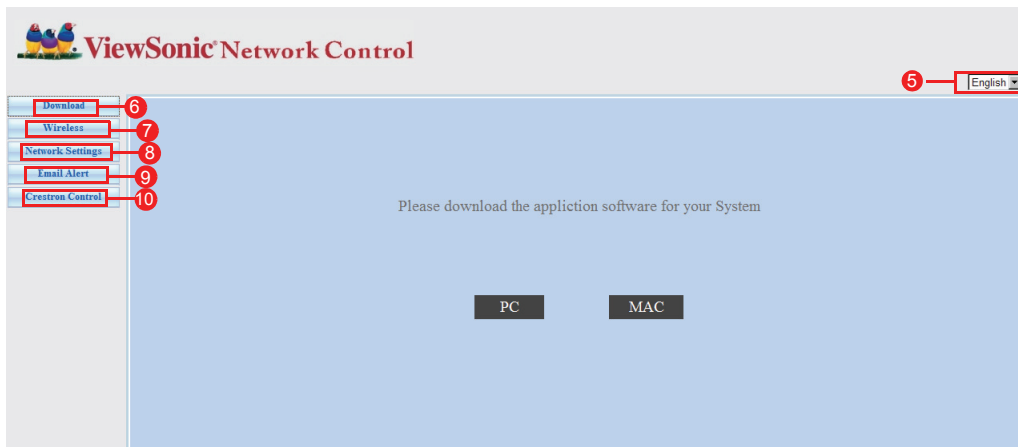 ViewSonic® Network Control
5 English
Download 6
Wireless 7
Network Settings 8
Email Alert 9
Crestron Control 10
Please download the appliction software for your System
PC MAC